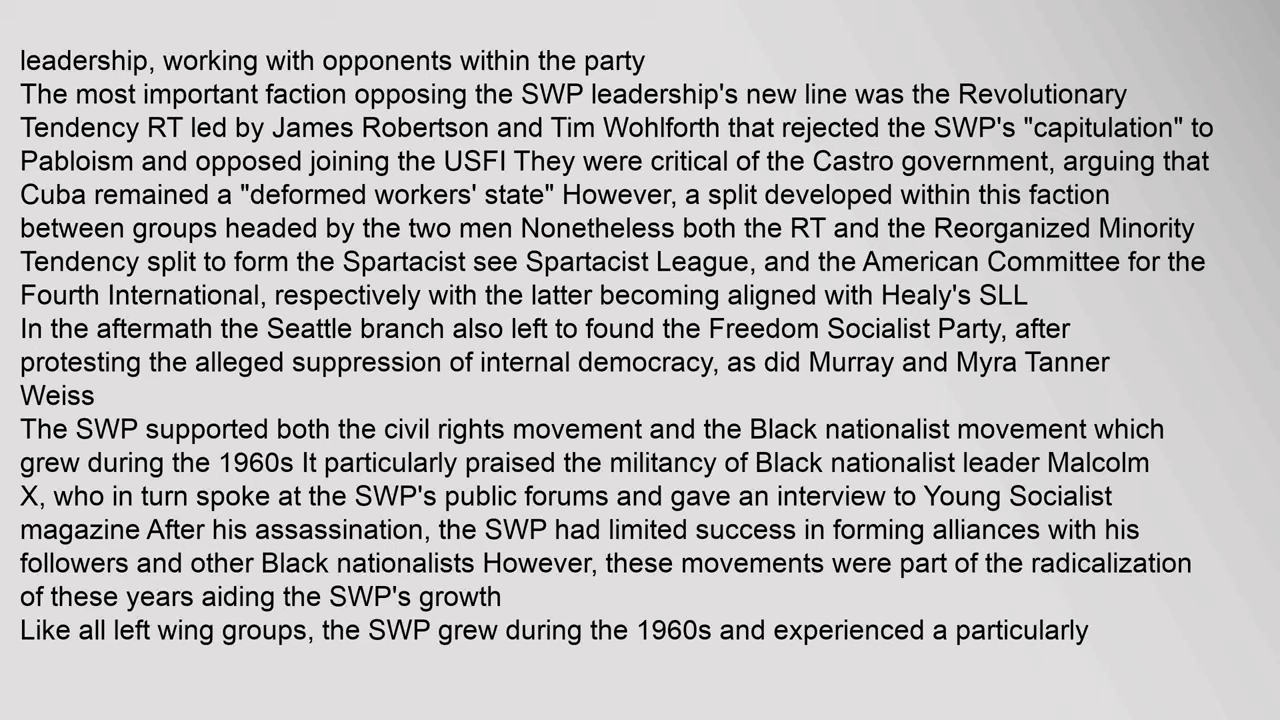 leadership, working with opponents within the party
The most important faction opposing the SWP leadership's new line was the Revolutionary
Tendency RT led by James Robertson and Tim Wohlforth that rejected the SWP's "capitulation" to
Pabloism and opposed joining the USFI They were critical of the Castro government, arguing that
Cuba remained a "deformed workers' state" However, a split developed within this faction
between groups headed by the two men Nonetheless both the RT and the Reorganized Minority
Tendency split to form the Spartacist see Spartacist League, and the American Committee for the
Fourth International, respectively with the latter becoming aligned with Healy's SLL
In the aftermath the Seattle branch also left to found the Freedom Socialist Party, after
protesting the alleged suppression of internal democracy, as did Murray and Myra Tanner
Weiss
The SWP supported both the civil rights movement and the Black nationalist movement which
grew during the 1960s It particularly praised the militancy of Black nationalist leader Malcolm
X, who in turn spoke at the SWP's public forums and gave an interview to Young Socialist
magazine After his assassination, the SWP had limited success in forming alliances with his
followers and other Black nationalists However, these movements were part of the radicalization
of these years aiding the SWP's growth
Like all left wing groups, the SWP grew during the 1960s and experienced a particularly